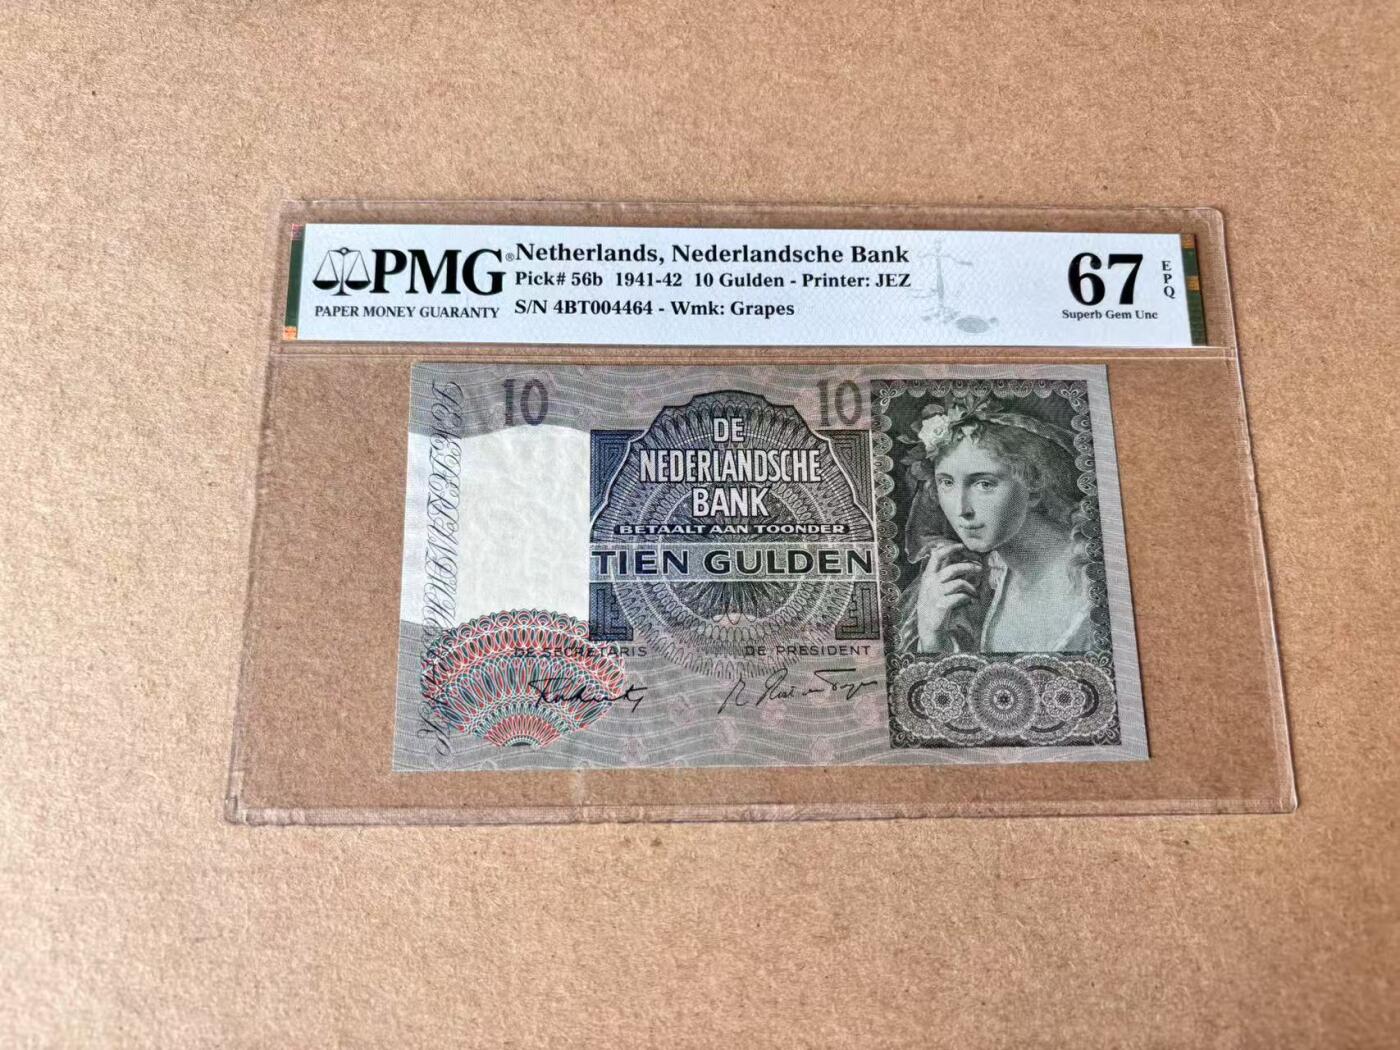 PMG®
PAPER MONEY GUARANTY
Netherlands, Nederlandsche Bank
Pick# 56b 1941-42 10 Gulden - Printer: JEZ
S/N 4BT004464 - Wmk: Grapes
67
EPQ
Superb Gem Unc
10
10
DE
NEDERLANDSCHE
BANK
BETAALT AAN TOONDER
TIEN GULDEN
DE SECRETARIS
DE PRESIDENT